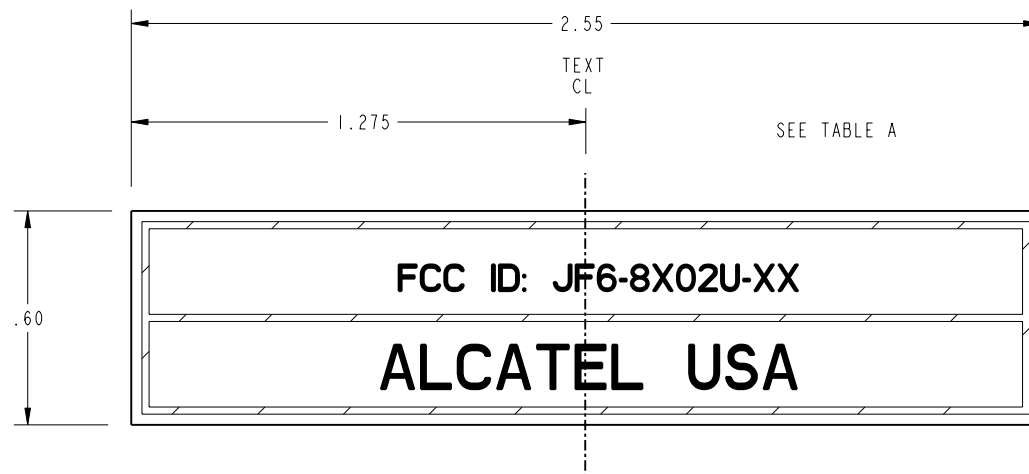 2.55
TEXT
CL
1.275
SEE TABLE A
.60
FCC ID: JF6-8X02U-XX
ALCATEL USA